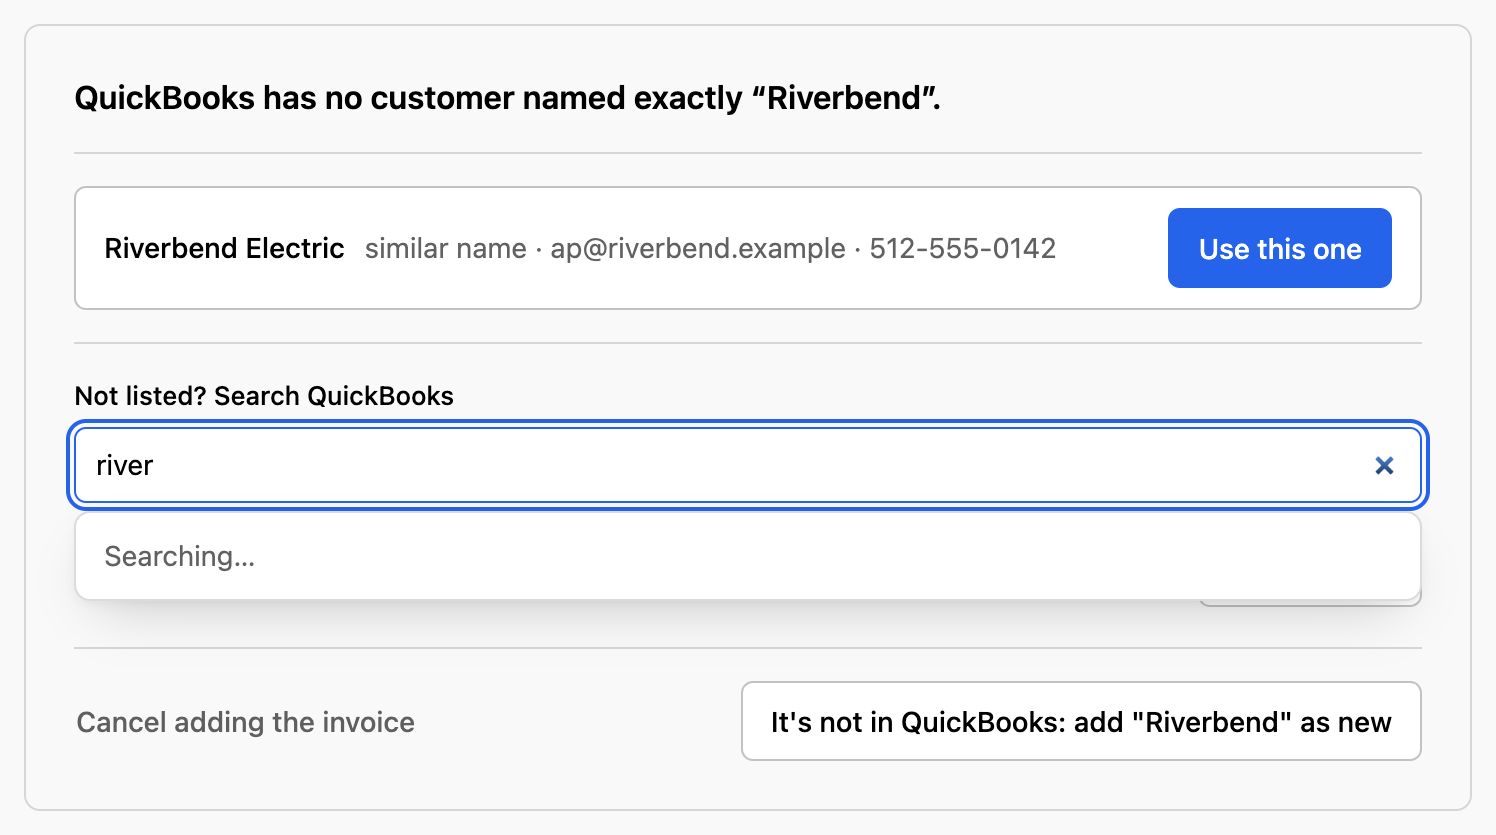 QuickBooks has no customer named exactly “Riverbend”.
Riverbend Electric similar name · ap@riverbend.example · 512-555-0142 Use this one
Not listed? Search QuickBooks
river
Searching...
Cancel adding the invoice It's not in QuickBooks: add "Riverbend" as new